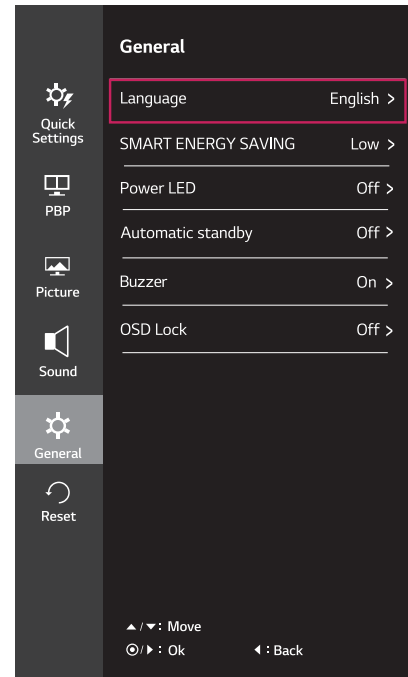 General
Language English >
SMART ENERGY SAVING Low >
Power LED Off >
Automatic standby Off >
Buzzer On >
OSD Lock Off >
Quick
Settings
PBP
Picture
Sound
General
Reset
▲/▼: Move
◉/▶: Ok ◀: Back